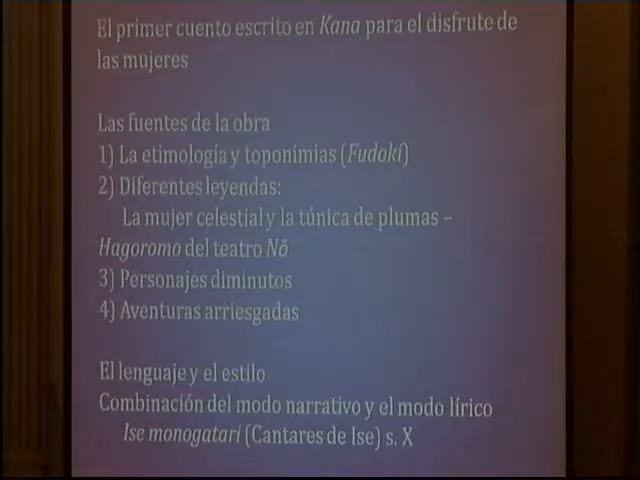 El primer cuento escrito en Kana para el disfrute de
las mujeres
Las fuentes de la obra
1) La etimología y toponimias (Fudoki)
2) Diferentes leyendas:
La mujer celestial y la túnica de plumas –
Hagoromo del teatro Nō
3) Personajes diminutos
4) Aventuras arriesgadas
El lenguaje y el estilo
Combinación del modo narrativo y el modo lírico
Ise monogatari (Cantares de Ise) s. X